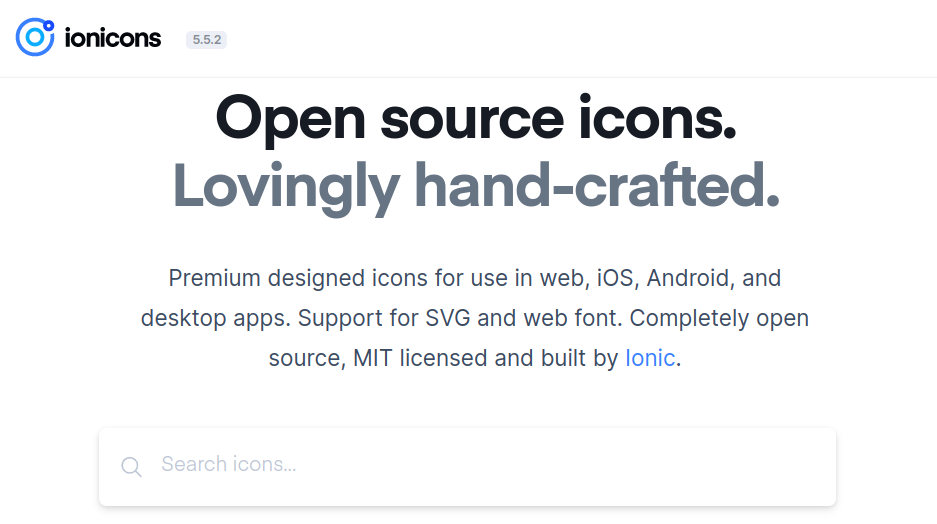 ionicons 5.5.2
Open source icons.
Lovingly hand-crafted.
Premium designed icons for use in web, iOS, Android, and
desktop apps. Support for SVG and web font. Completely open
source, MIT licensed and built by Ionic.
Search icons...